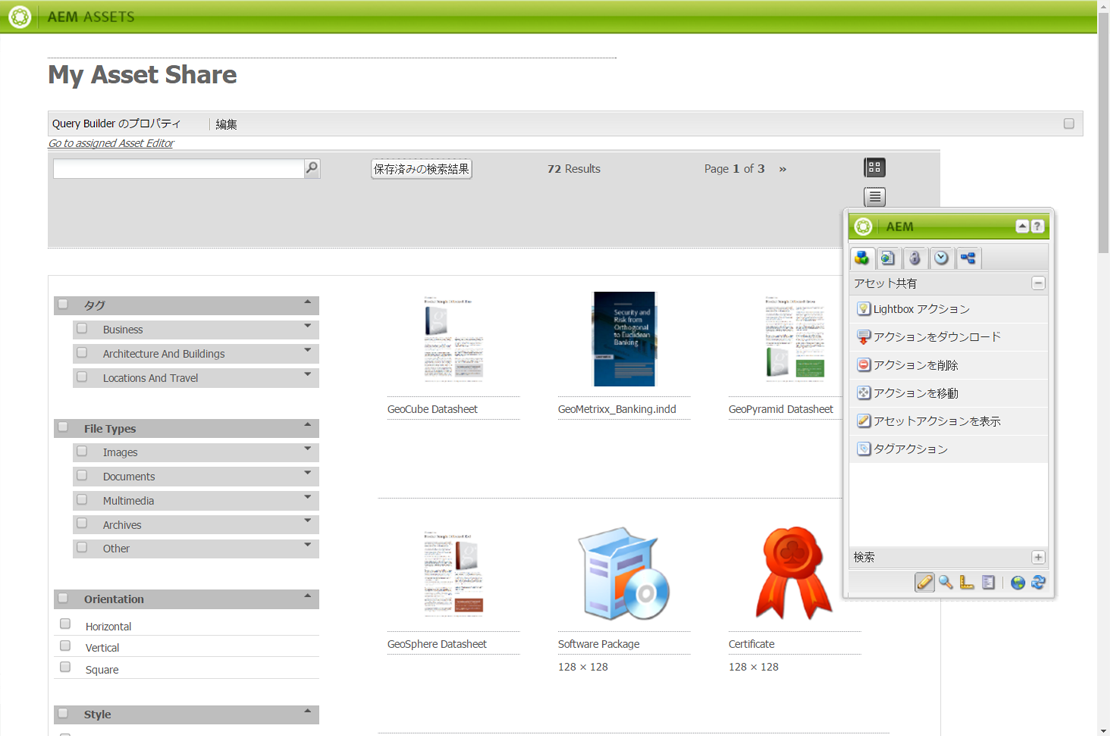 AEM ASSETS
My Asset Share
Query Builder のプロパティ
編集
Go to assigned Asset Editor
保存済みの検索結果
72 Results
Page 1 of 3 »
AEM
?
アセット共有
Lightbox アクション
アクションをダウンロード
アクションを削除
アクションを移動
アセットアクションを表示
タグアクション
検索
タグ
Business
Architecture And Buildings
Locations And Travel
File Types
Images
Documents
Multimedia
Archives
Other
Orientation
Horizontal
Vertical
Square
Style
Security and
Risk from
Orthogonal
to Euclidean
Banking
GeoCube Datasheet
GeoMetrixx_Banking.indd
GeoPyramid Datasheet
GeoSphere Datasheet
Software Package
128 × 128
Certificate
128 × 128